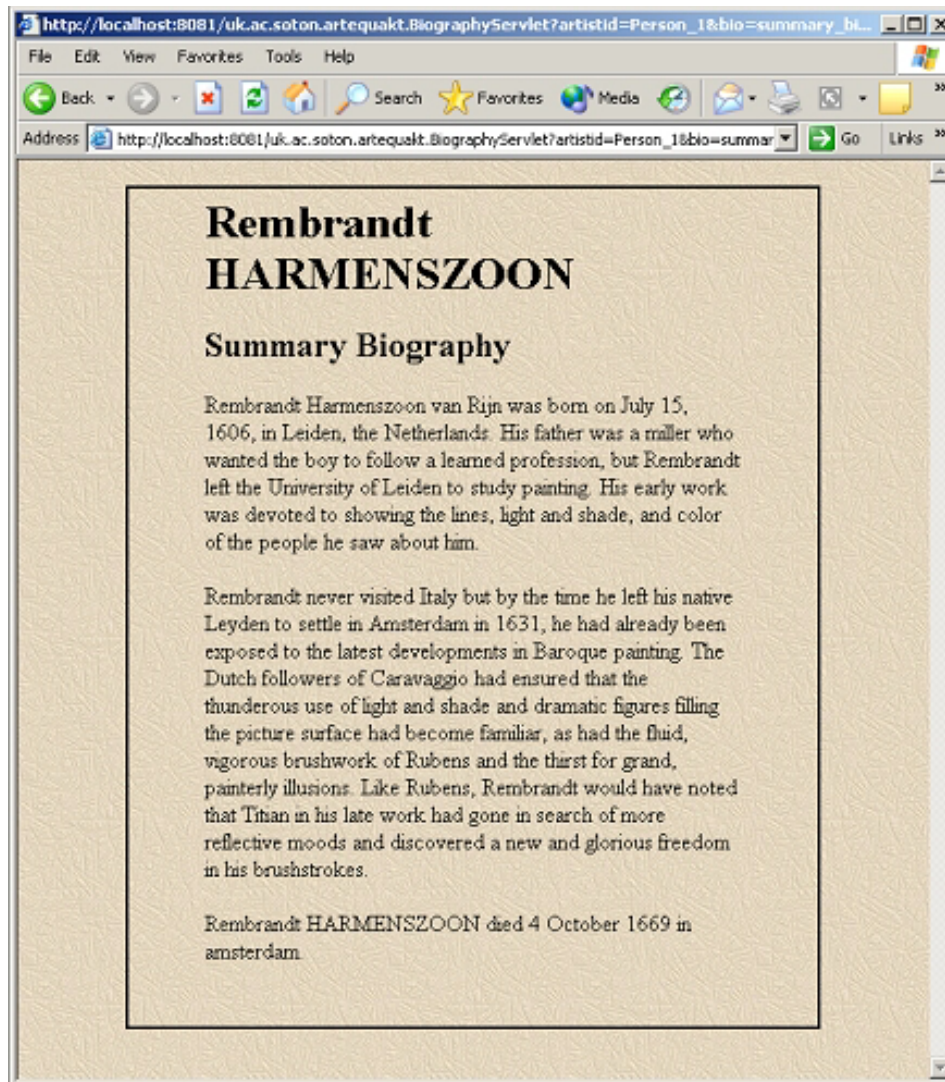 http://localhost:8081/uk.ac.soton.artequakt.BiographyServlet?artistid=Person_1&bio=summary_bi...
File Edit View Favorites Tools Help
Back Search Favorites Media »
Address http://localhost:8081/uk.ac.soton.artequakt.BiographyServlet?artistid=Person_1&bio=summar Go Links »
Rembrandt
HARMENSZOON
Summary Biography
Rembrandt Harmenszoon van Rijn was born on July 15,
1606, in Leiden, the Netherlands. His father was a miller who
wanted the boy to follow a learned profession, but Rembrandt
left the University of Leiden to study painting. His early work
was devoted to showing the lines, light and shade, and color
of the people he saw about him.
Rembrandt never visited Italy but by the time he left his native
Leyden to settle in Amsterdam in 1631, he had already been
exposed to the latest developments in Baroque painting. The
Dutch followers of Caravaggio had ensured that the
thunderous use of light and shade and dramatic figures filling
the picture surface had become familiar, as had the fluid,
vigorous brushwork of Rubens and the thirst for grand,
painterly illusions. Like Rubens, Rembrandt would have noted
that Titian in his late work had gone in search of more
reflective moods and discovered a new and glorious freedom
in his brushstrokes.
Rembrandt HARMENSZOON died 4 October 1669 in
amsterdam.